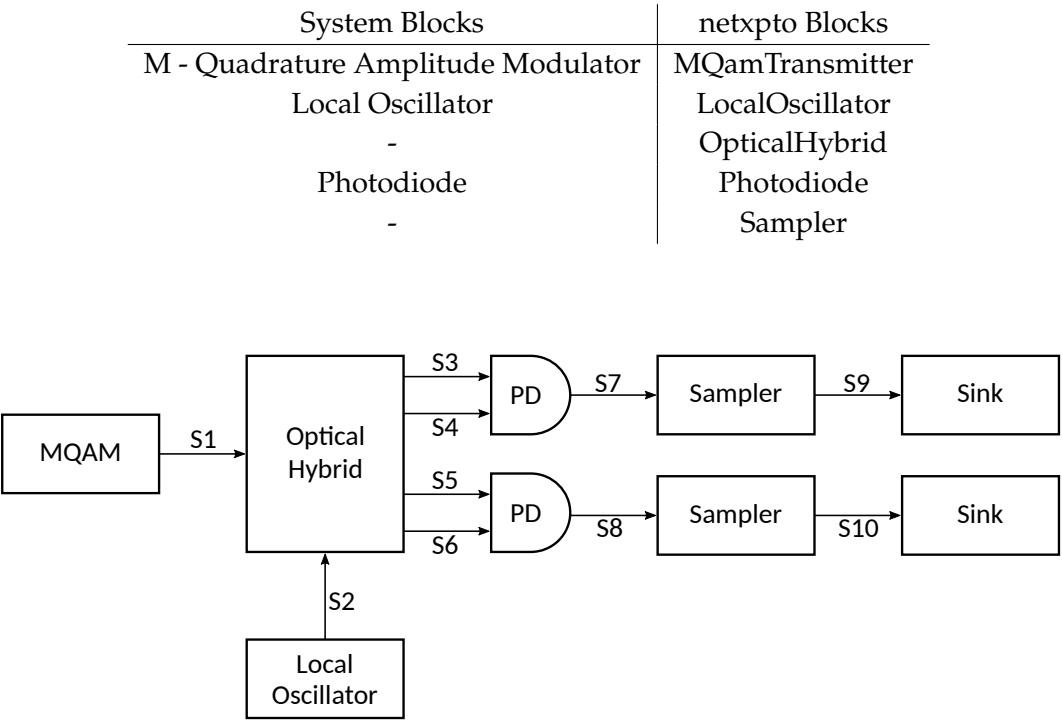 System Blocks netxpto Blocks
M - Quadrature Amplitude Modulator MQamTransmitter
Local Oscillator LocalOscillator
- OpticalHybrid
Photodiode Photodiode
- Sampler
S3
S4
S5
S6
PD
PD
S7
S8
Sampler
Sampler
S9
S10
Sink
Sink
MQAM
S1
Optical
Hybrid
S2
Local
Oscillator